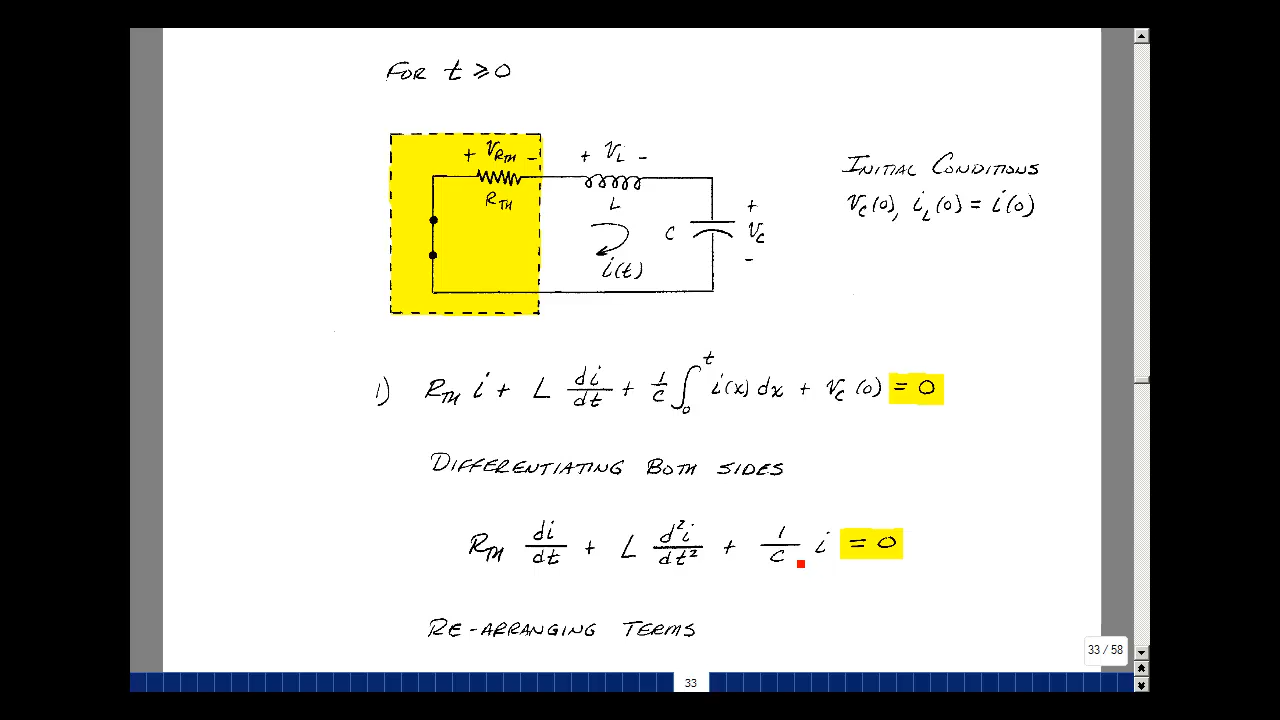 FOR t ≥ 0
+ V_RTH - + V_L -
INITIAL CONDITIONS
R_TH L
V_C(0), i_L(0) = i(0)
C + V_C -
i(t)
1) R_TH i + L di/dt + 1/C ∫_0^t i(x) dx + V_C(0) = 0
DIFFERENTIATING BOTH SIDES
R_TH di/dt + L d²i/dt² + 1/C i = 0
RE-ARRANGING TERMS
33 / 58
33